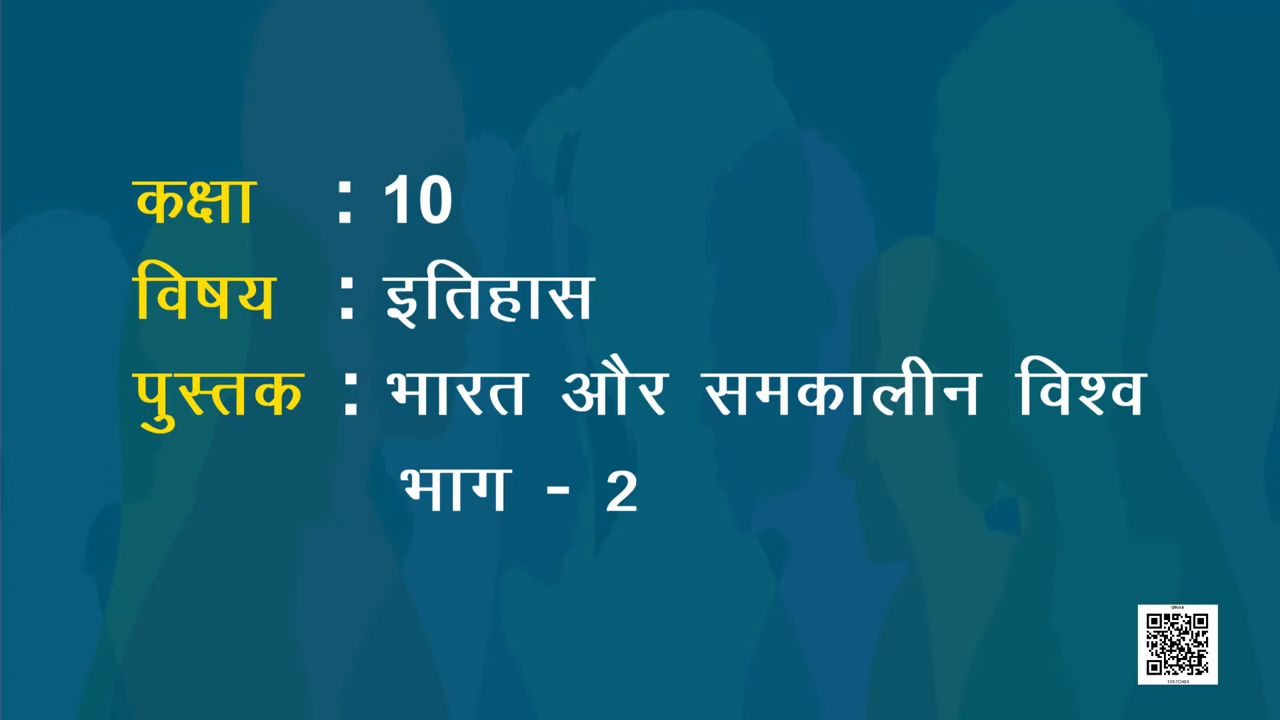 कक्षा : 10
विषय : इतिहास
पुस्तक : भारत और समकालीन विश्व
भाग - 2